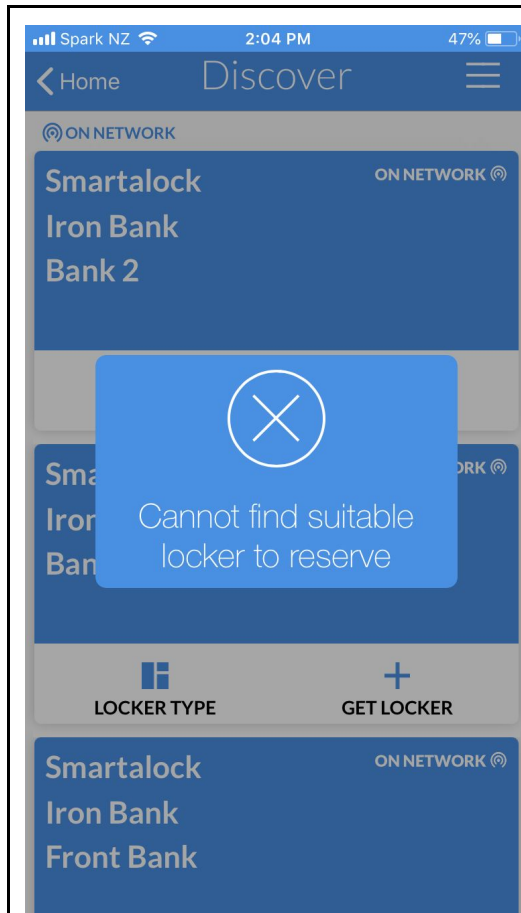 Spark NZ 2:04 PM 47%
Home Discover
ON NETWORK
Smartalock ON NETWORK
Iron Bank
Bank 2
Cannot find suitable
locker to reserve
LOCKER TYPE GET LOCKER
Smartalock ON NETWORK
Iron Bank
Front Bank